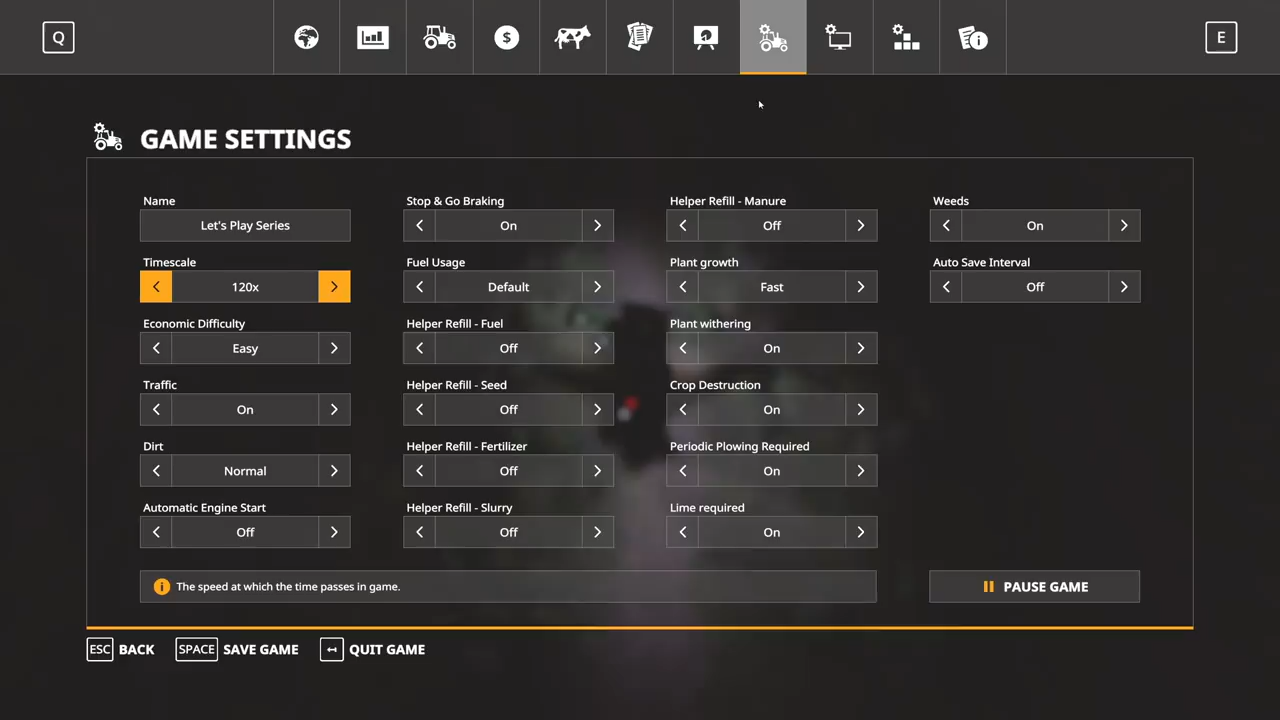 Q
$
E
GAME SETTINGS
Name
Let's Play Series
Timescale
120x
Economic Difficulty
Easy
Traffic
On
Dirt
Normal
Automatic Engine Start
Off
Stop & Go Braking
On
Fuel Usage
Default
Helper Refill - Fuel
Off
Helper Refill - Seed
Off
Helper Refill - Fertilizer
Off
Helper Refill - Slurry
Off
Helper Refill - Manure
Off
Plant growth
Fast
Plant withering
On
Crop Destruction
On
Periodic Plowing Required
On
Lime required
On
Weeds
On
Auto Save Interval
Off
The speed at which the time passes in game.
PAUSE GAME
ESC BACK SPACE SAVE GAME ↔ QUIT GAME